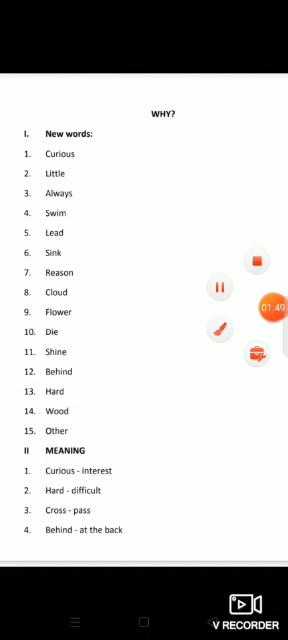 WHY?
I. New words:
1. Curious
2. Little
3. Always
4. Swim
5. Lead
6. Sink
7. Reason
8. Cloud
9. Flower
10. Die
11. Shine
12. Behind
13. Hard
14. Wood
15. Other
II MEANING
1. Curious - interest
2. Hard - difficult
3. Cross - pass
4. Behind - at the back
01:49
V RECORDER